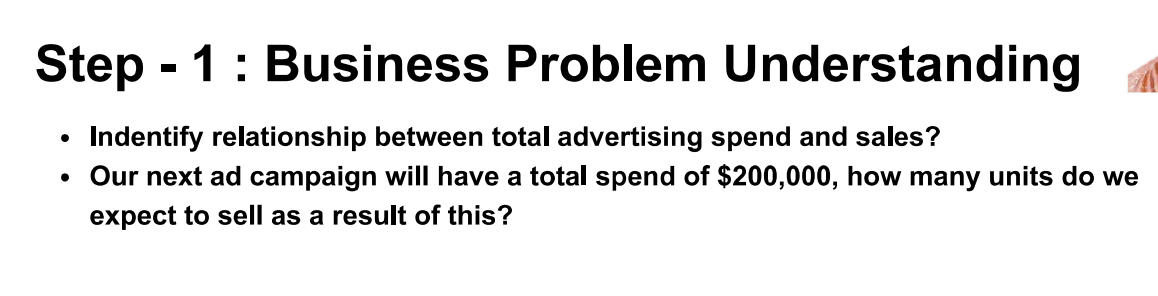 Step - 1 : Business Problem Understanding
• Indentify relationship between total advertising spend and sales?
• Our next ad campaign will have a total spend of $200,000, how many units do we
expect to sell as a result of this?